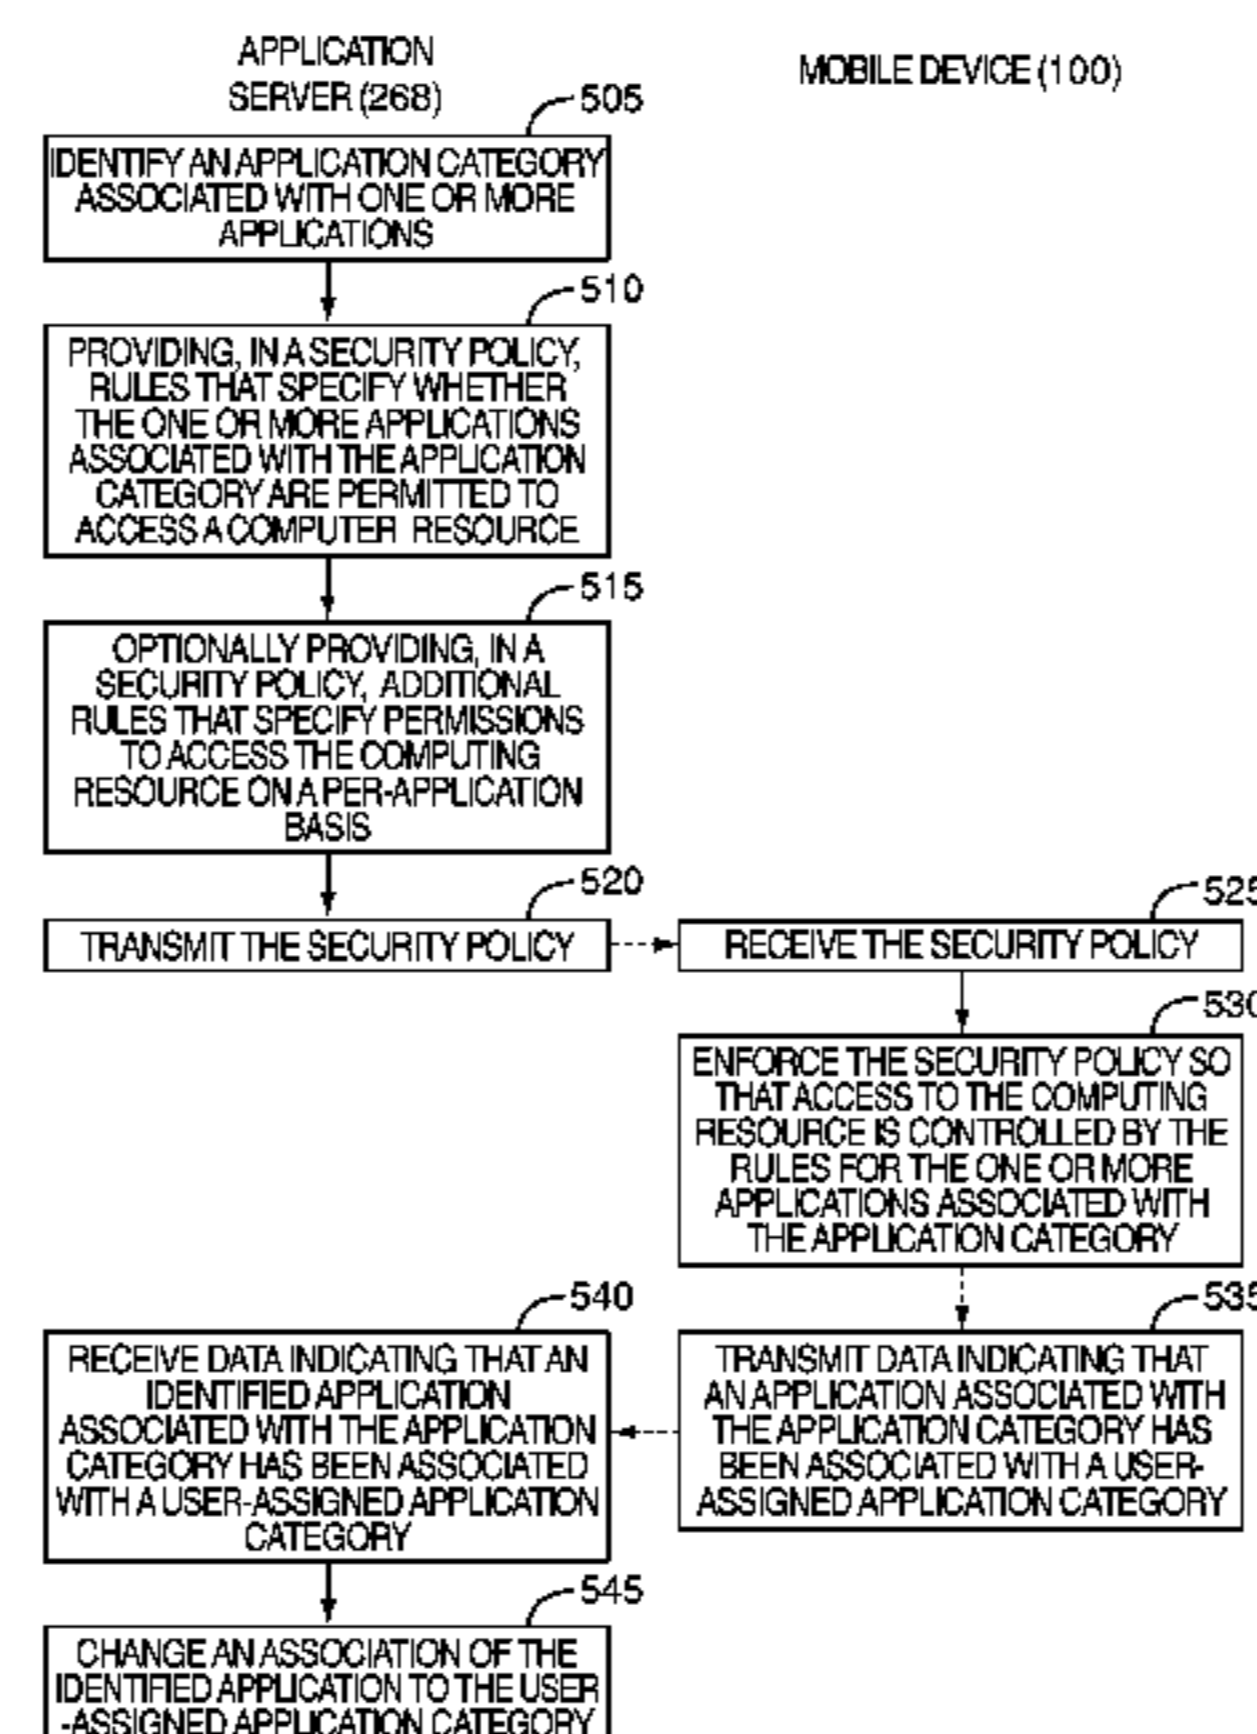 APPLICATION
SERVER (268)
MOBILE DEVICE (100)
505
IDENTIFY AN APPLICATION CATEGORY
ASSOCIATED WITH ONE OR MORE
APPLICATIONS
510
PROVIDING, IN A SECURITY POLICY,
RULES THAT SPECIFY WHETHER
THE ONE OR MORE APPLICATIONS
ASSOCIATED WITH THE APPLICATION
CATEGORY ARE PERMITTED TO
ACCESS A COMPUTER RESOURCE
515
OPTIONALLY PROVIDING, IN A
SECURITY POLICY, ADDITIONAL
RULES THAT SPECIFY PERMISSIONS
TO ACCESS THE COMPUTING
RESOURCE ON A PER-APPLICATION
BASIS
520
TRANSMIT THE SECURITY POLICY
525
RECEIVE THE SECURITY POLICY
530
ENFORCE THE SECURITY POLICY SO
THAT ACCESS TO THE COMPUTING
RESOURCE IS CONTROLLED BY THE
RULES FOR THE ONE OR MORE
APPLICATIONS ASSOCIATED WITH
THE APPLICATION CATEGORY
535
TRANSMIT DATA INDICATING THAT
AN APPLICATION ASSOCIATED WITH
THE APPLICATION CATEGORY HAS
BEEN ASSOCIATED WITH A USER-
ASSIGNED APPLICATION CATEGORY
540
RECEIVE DATA INDICATING THAT AN
IDENTIFIED APPLICATION
ASSOCIATED WITH THE APPLICATION
CATEGORY HAS BEEN ASSOCIATED
WITH A USER-ASSIGNED APPLICATION
CATEGORY
545
CHANGE AN ASSOCIATION OF THE
IDENTIFIED APPLICATION TO THE USER
-ASSIGNED APPLICATION CATEGORY